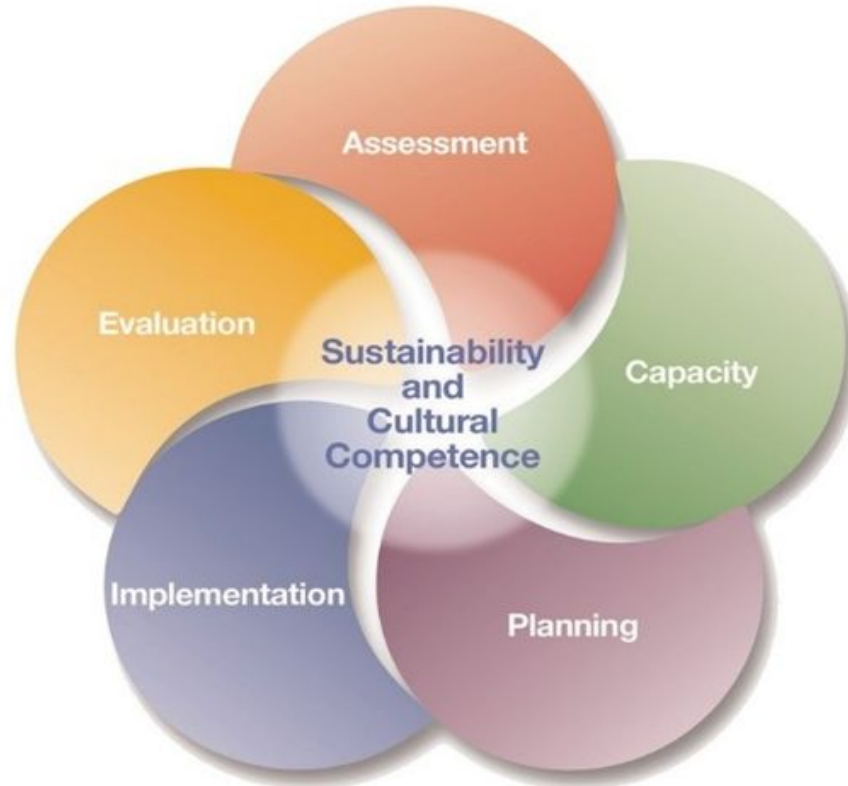 Assessment
Capacity
Planning
Implementation
Evaluation
Sustainability
and
Cultural
Competence